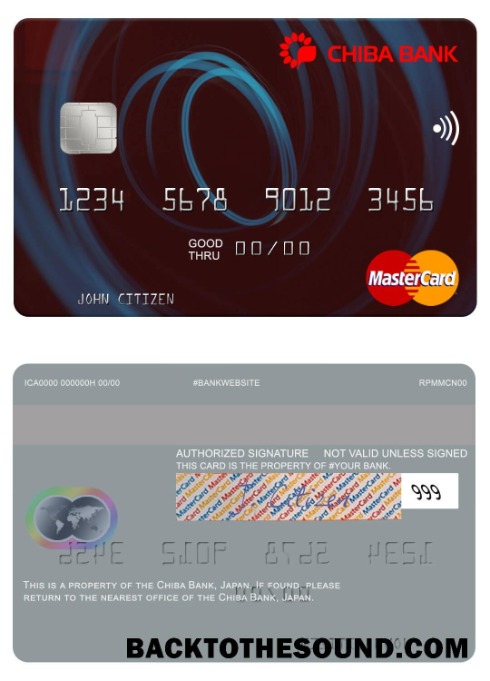 CHIBA BANK
1234 5678 9012 3456
GOOD THRU 00/00
MasterCard
JOHN CITIZEN
ICA0000 000000H 00/00 #BANKWEBSITE RPMMCN00
AUTHORIZED SIGNATURE NOT VALID UNLESS SIGNED
THIS CARD IS THE PROPERTY OF #YOUR BANK.
999
THIS IS A PROPERTY OF THE CHIBA BANK, JAPAN. IF FOUND, PLEASE
RETURN TO THE NEAREST OFFICE OF THE CHIBA BANK, JAPAN.
BACKTOTHESOUND.COM